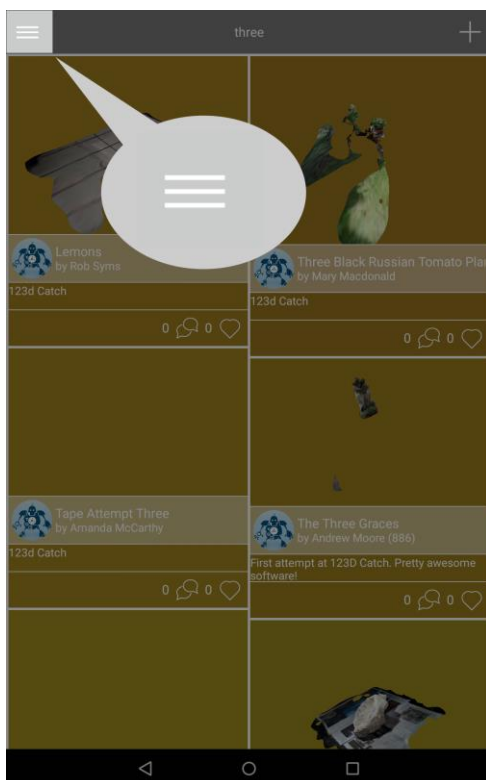 three
Lemons
by Rob Syms
123d Catch
0 0
Three Black Russian Tomato Pla
by Mary Macdonald
123d Catch
0 0
Tape Attempt Three
by Amanda McCarthy
123d Catch
0 0
The Three Graces
by Andrew Moore (886)
First attempt at 123D Catch. Pretty awesome
software!
0 0